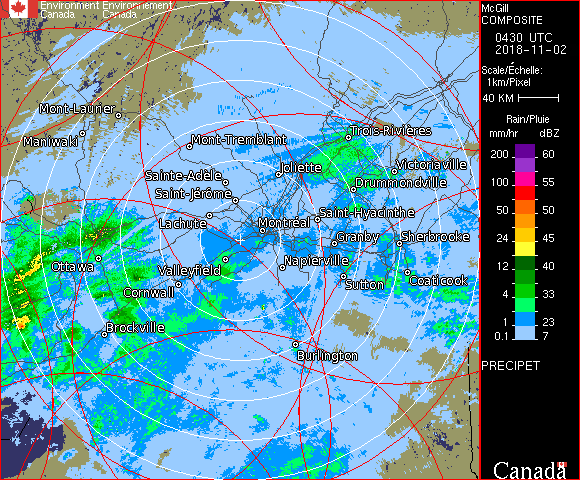 Environment Environnement
Canada Canada
McGill
COMPOSITE
0430 UTC
2018-11-02
Scale/Échelle:
1km/Pixel
40 KM
Rain/Pluie
mm/hr dBZ
200 60
100 55
50 50
24 45
12 40
4 33
1 23
0.1 7
PRECIPET
Canada
Mont-Laurier
Maniwaki
Mont-Tremblant
Trois-Rivières
Joliette
Victoriaville
Sainte-Adèle
Drummondville
Saint-Jérôme
Lachute
Saint-Hyacinthe
Montréal
Granby
Sherbrooke
Ottawa
Valleyfield
Napierville
Cornwall
Sutton
Coaticook
Brockville
Burlington